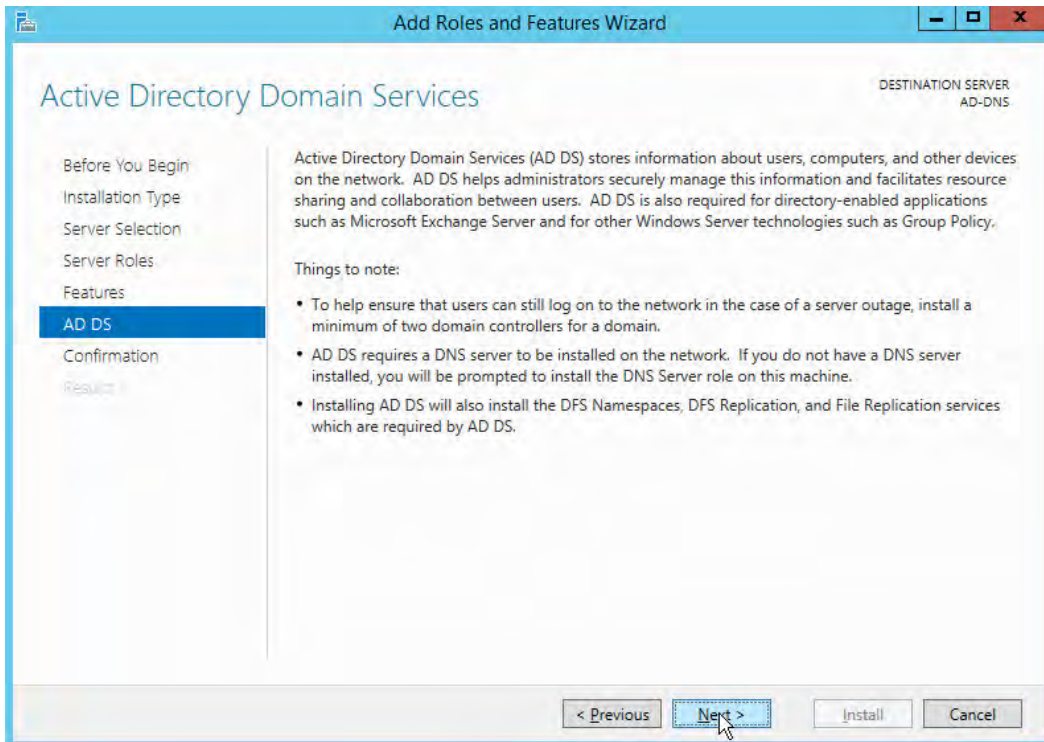 Add Roles and Features Wizard
Active Directory Domain Services
DESTINATION SERVER
AD-DNS
Before You Begin
Installation Type
Server Selection
Server Roles
Features
AD DS
Confirmation
Results
Active Directory Domain Services (AD DS) stores information about users, computers, and other devices
on the network.  AD DS helps administrators securely manage this information and facilitates resource
sharing and collaboration between users.  AD DS is also required for directory-enabled applications
such as Microsoft Exchange Server and for other Windows Server technologies such as Group Policy.
Things to note:
• To help ensure that users can still log on to the network in the case of a server outage, install a
minimum of two domain controllers for a domain.
• AD DS requires a DNS server to be installed on the network.  If you do not have a DNS server
installed, you will be prompted to install the DNS Server role on this machine.
• Installing AD DS will also install the DFS Namespaces, DFS Replication, and File Replication services
which are required by AD DS.
< Previous
Next >
Install
Cancel